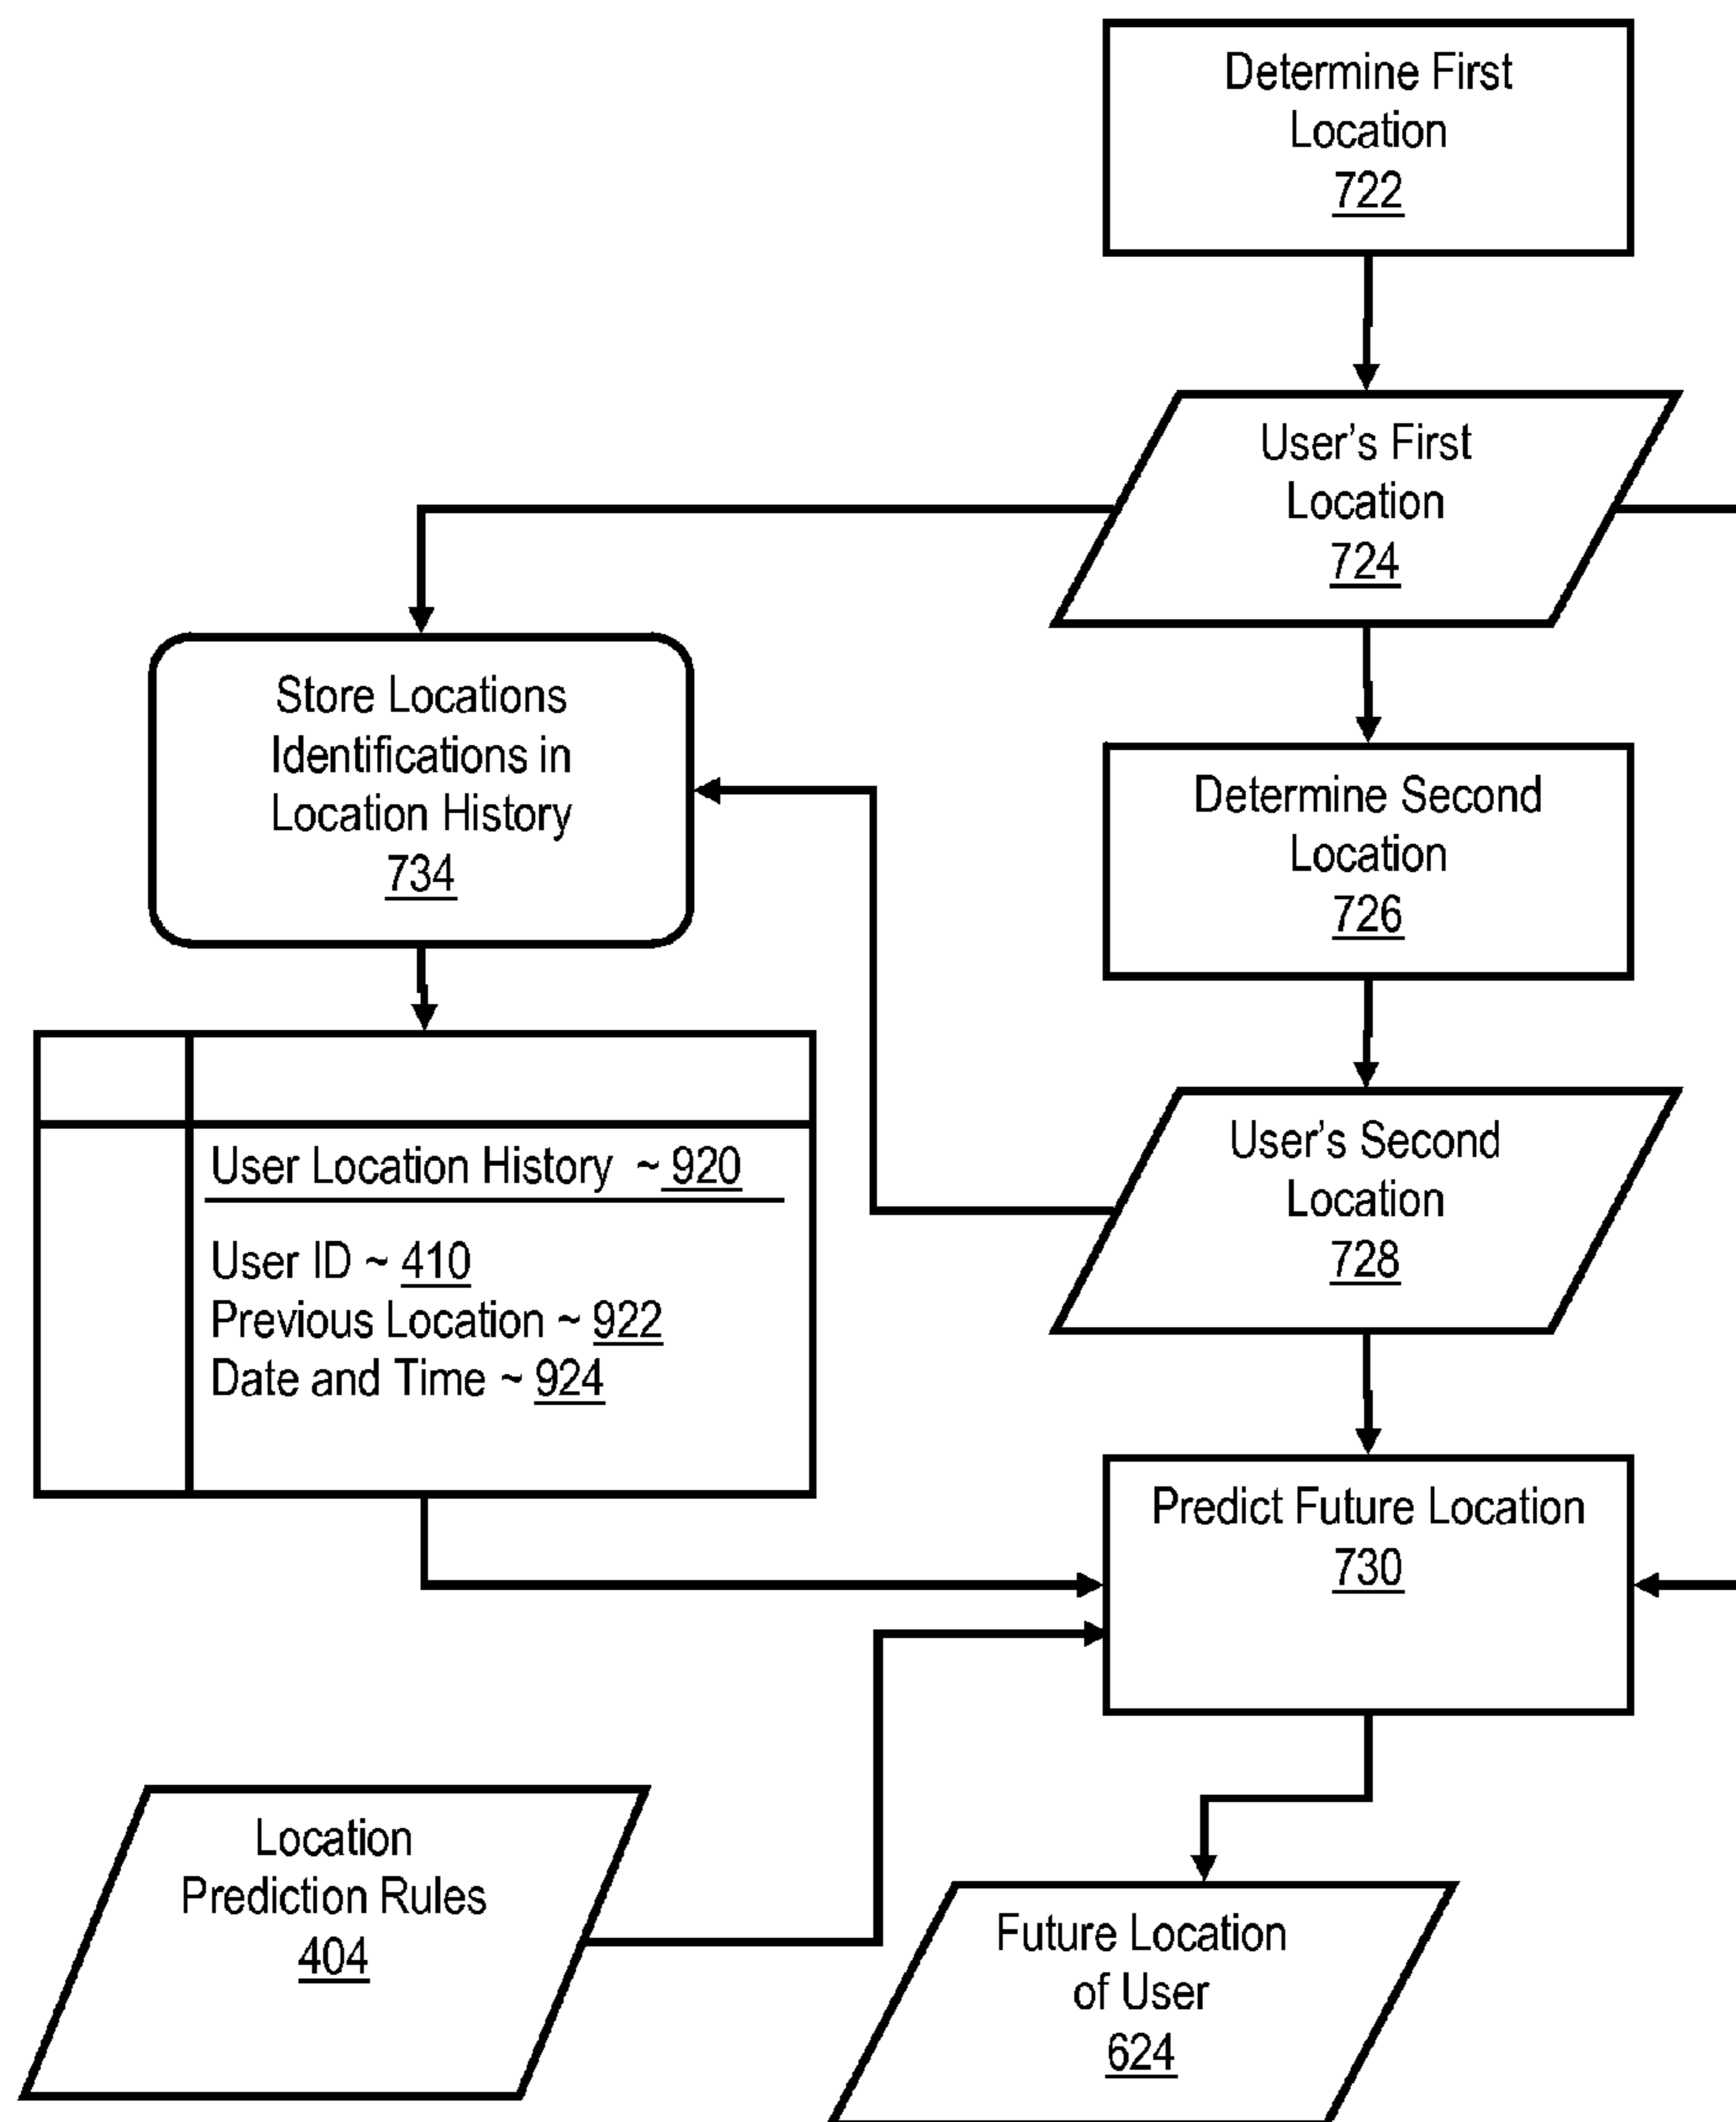 Determine First
Location
722
User's First
Location
724
Store Locations
Identifications in
Location History
734
Determine Second
Location
726
User Location History ~ 920
User ID ~ 410
Previous Location ~ 922
Date and Time ~ 924
User's Second
Location
728
Predict Future Location
730
Location
Prediction Rules
404
Future Location
of User
624